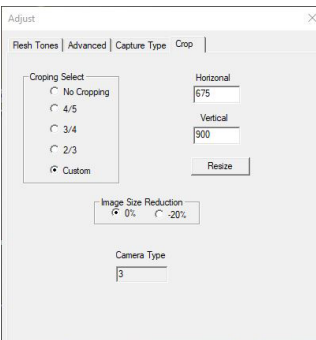 Adjust
Flesh Tones | Advanced | Capture Type | Crop
Croping Select
No Cropping
4/5
3/4
2/3
Custom
Horizonal
675
Vertical
900
Resize
Image Size Reduction
0% -20%
Camera Type
3